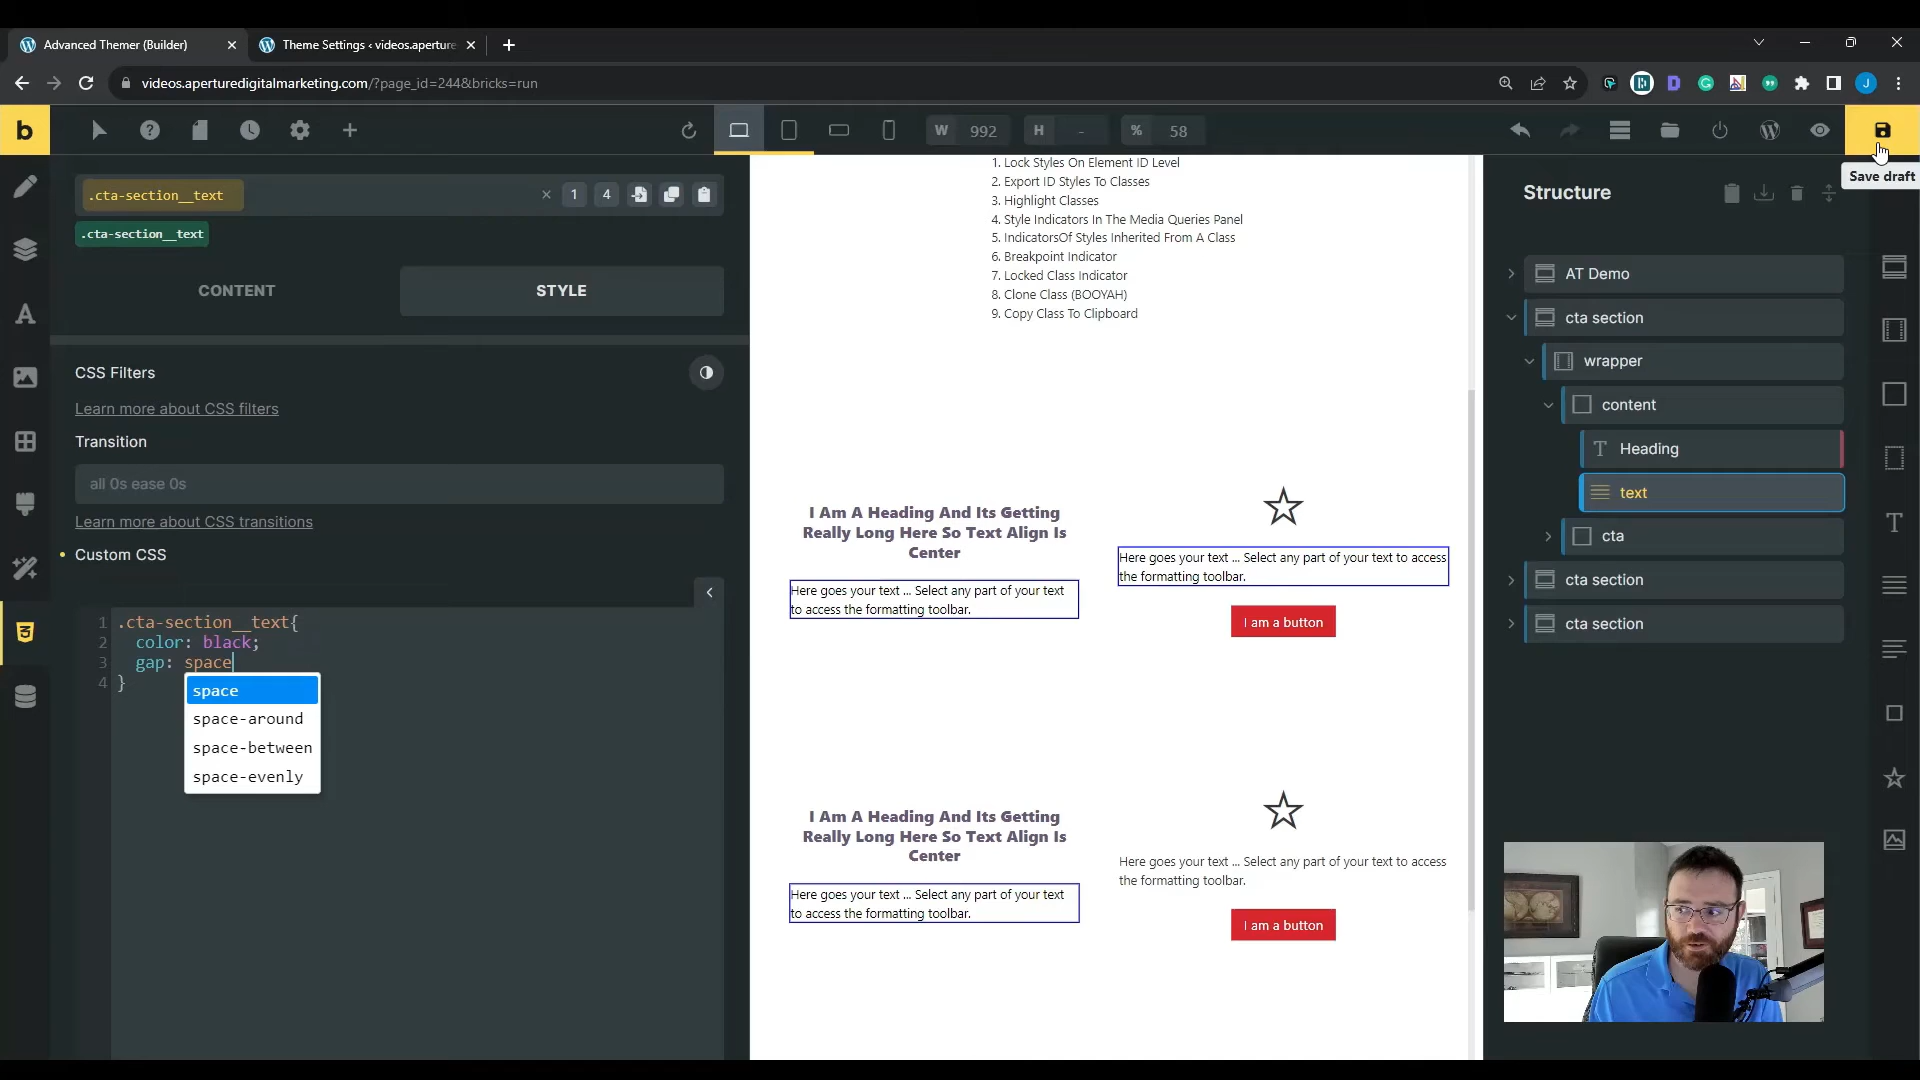 Advanced Themer (Builder)
Theme Settings ‹ videos.aperture
videos.aperturedigitalmarketing.com/?page_id=244&bricks=run
b
W 992
H -
% 58
Save draft
.cta-section__text
1 4
.cta-section__text
CONTENT
STYLE
CSS Filters
Learn more about CSS filters
Transition
all 0s ease 0s
Learn more about CSS transitions
Custom CSS
1 .cta-section__text{
2 color: black;
3 gap: space
4 }
space
space-around
space-between
space-evenly
1. Lock Styles On Element ID Level
2. Export ID Styles To Classes
3. Highlight Classes
4. Style Indicators In The Media Queries Panel
5. IndicatorsOf Styles Inherited From A Class
6. Breakpoint Indicator
7. Locked Class Indicator
8. Clone Class (BOOYAH)
9. Copy Class To Clipboard
I Am A Heading And Its Getting
Really Long Here So Text Align Is
Center
Here goes your text ... Select any part of your text
to access the formatting toolbar.
Here goes your text ... Select any part of your text to access
the formatting toolbar.
I am a button
I Am A Heading And Its Getting
Really Long Here So Text Align Is
Center
Here goes your text ... Select any part of your text
to access the formatting toolbar.
Here goes your text ... Select any part of your text to access
the formatting toolbar.
I am a button
Structure
AT Demo
cta section
wrapper
content
Heading
text
cta
cta section
cta section